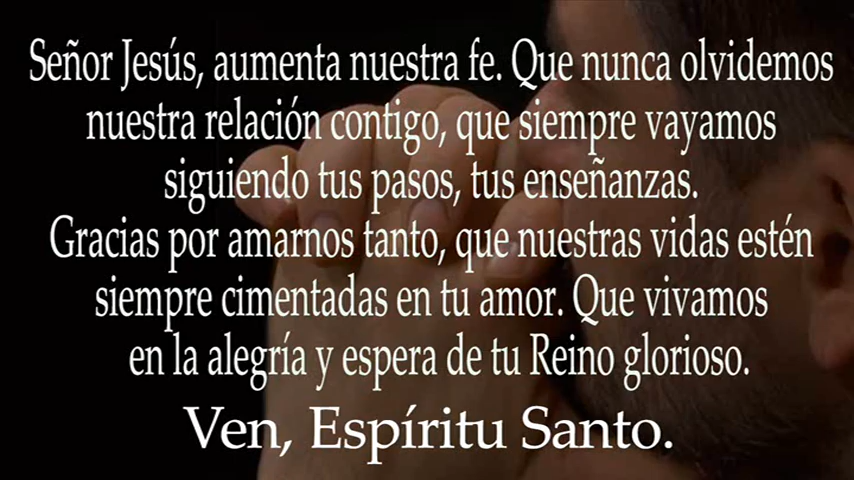 Señor Jesús, aumenta nuestra fe. Que nunca olvidemos
nuestra relación contigo, que siempre vayamos
siguiendo tus pasos, tus enseñanzas.
Gracias por amarnos tanto, que nuestras vidas estén
siempre cimentadas en tu amor. Que vivamos
en la alegría y espera de tu Reino glorioso.
Ven, Espíritu Santo.